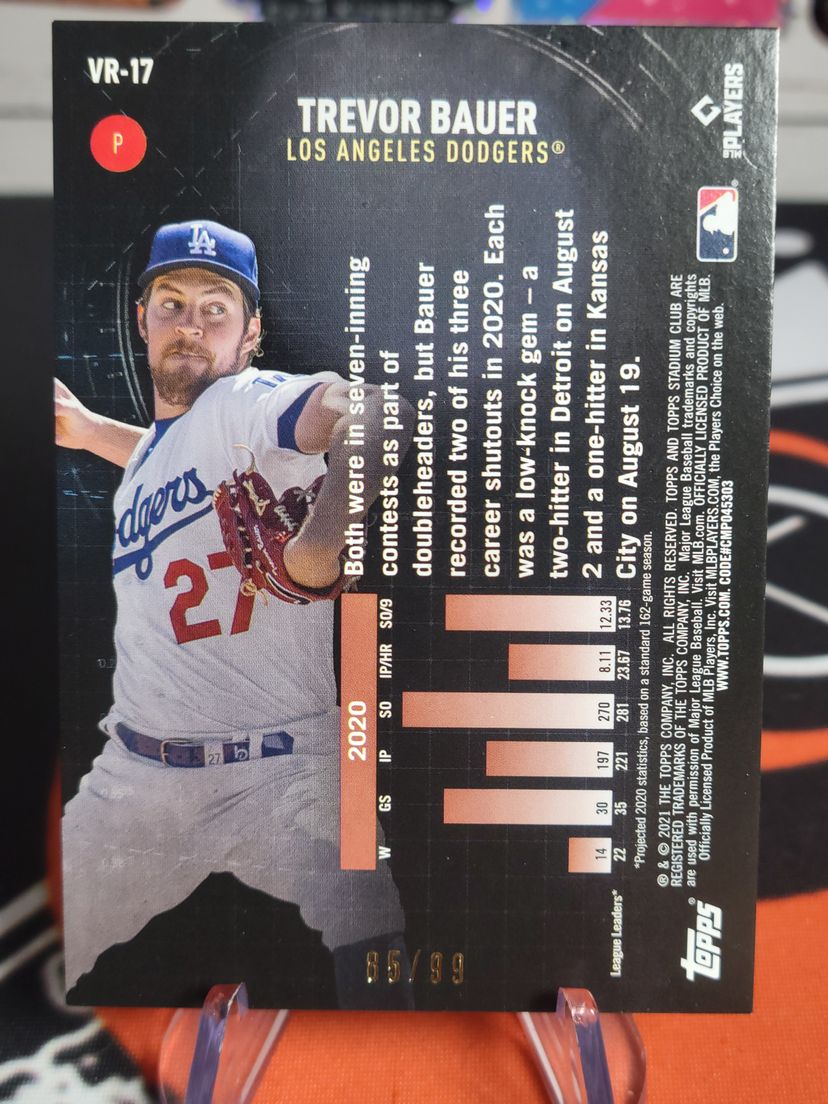 VR-17
P
TREVOR BAUER
LOS ANGELES DODGERS®
LA
Dodgers
27
27
Both were in seven-inning
contests as part of
doubleheaders, but Bauer
recorded two of his three
career shutouts in 2020. Each
was a low-knock gem – a
two-hitter in Detroit on August
2 and a one-hitter in Kansas
City on August 19.
2020
W GS IP SO IP/HR SO/9
14 30 197 270 8.11 12.33
League Leaders* 22 35 221 281 23.67 13.76
*Projected 2020 statistics, based on a standard 162-game season.
85/99
MLB PLAYERS
topps®
® & © 2021 THE TOPPS COMPANY, INC. ALL RIGHTS RESERVED. TOPPS AND TOPPS STADIUM CLUB ARE
REGISTERED TRADEMARKS OF THE TOPPS COMPANY, INC. Major League Baseball trademarks and copyrights
are used with permission of Major League Baseball. Visit MLB.com. OFFICIALLY LICENSED PRODUCT OF MLB.
Officially Licensed Product of MLB Players, Inc. Visit MLBPLAYERS.COM, the Players Choice on the web.
WWW.TOPPS.COM. CODE#CMP045303